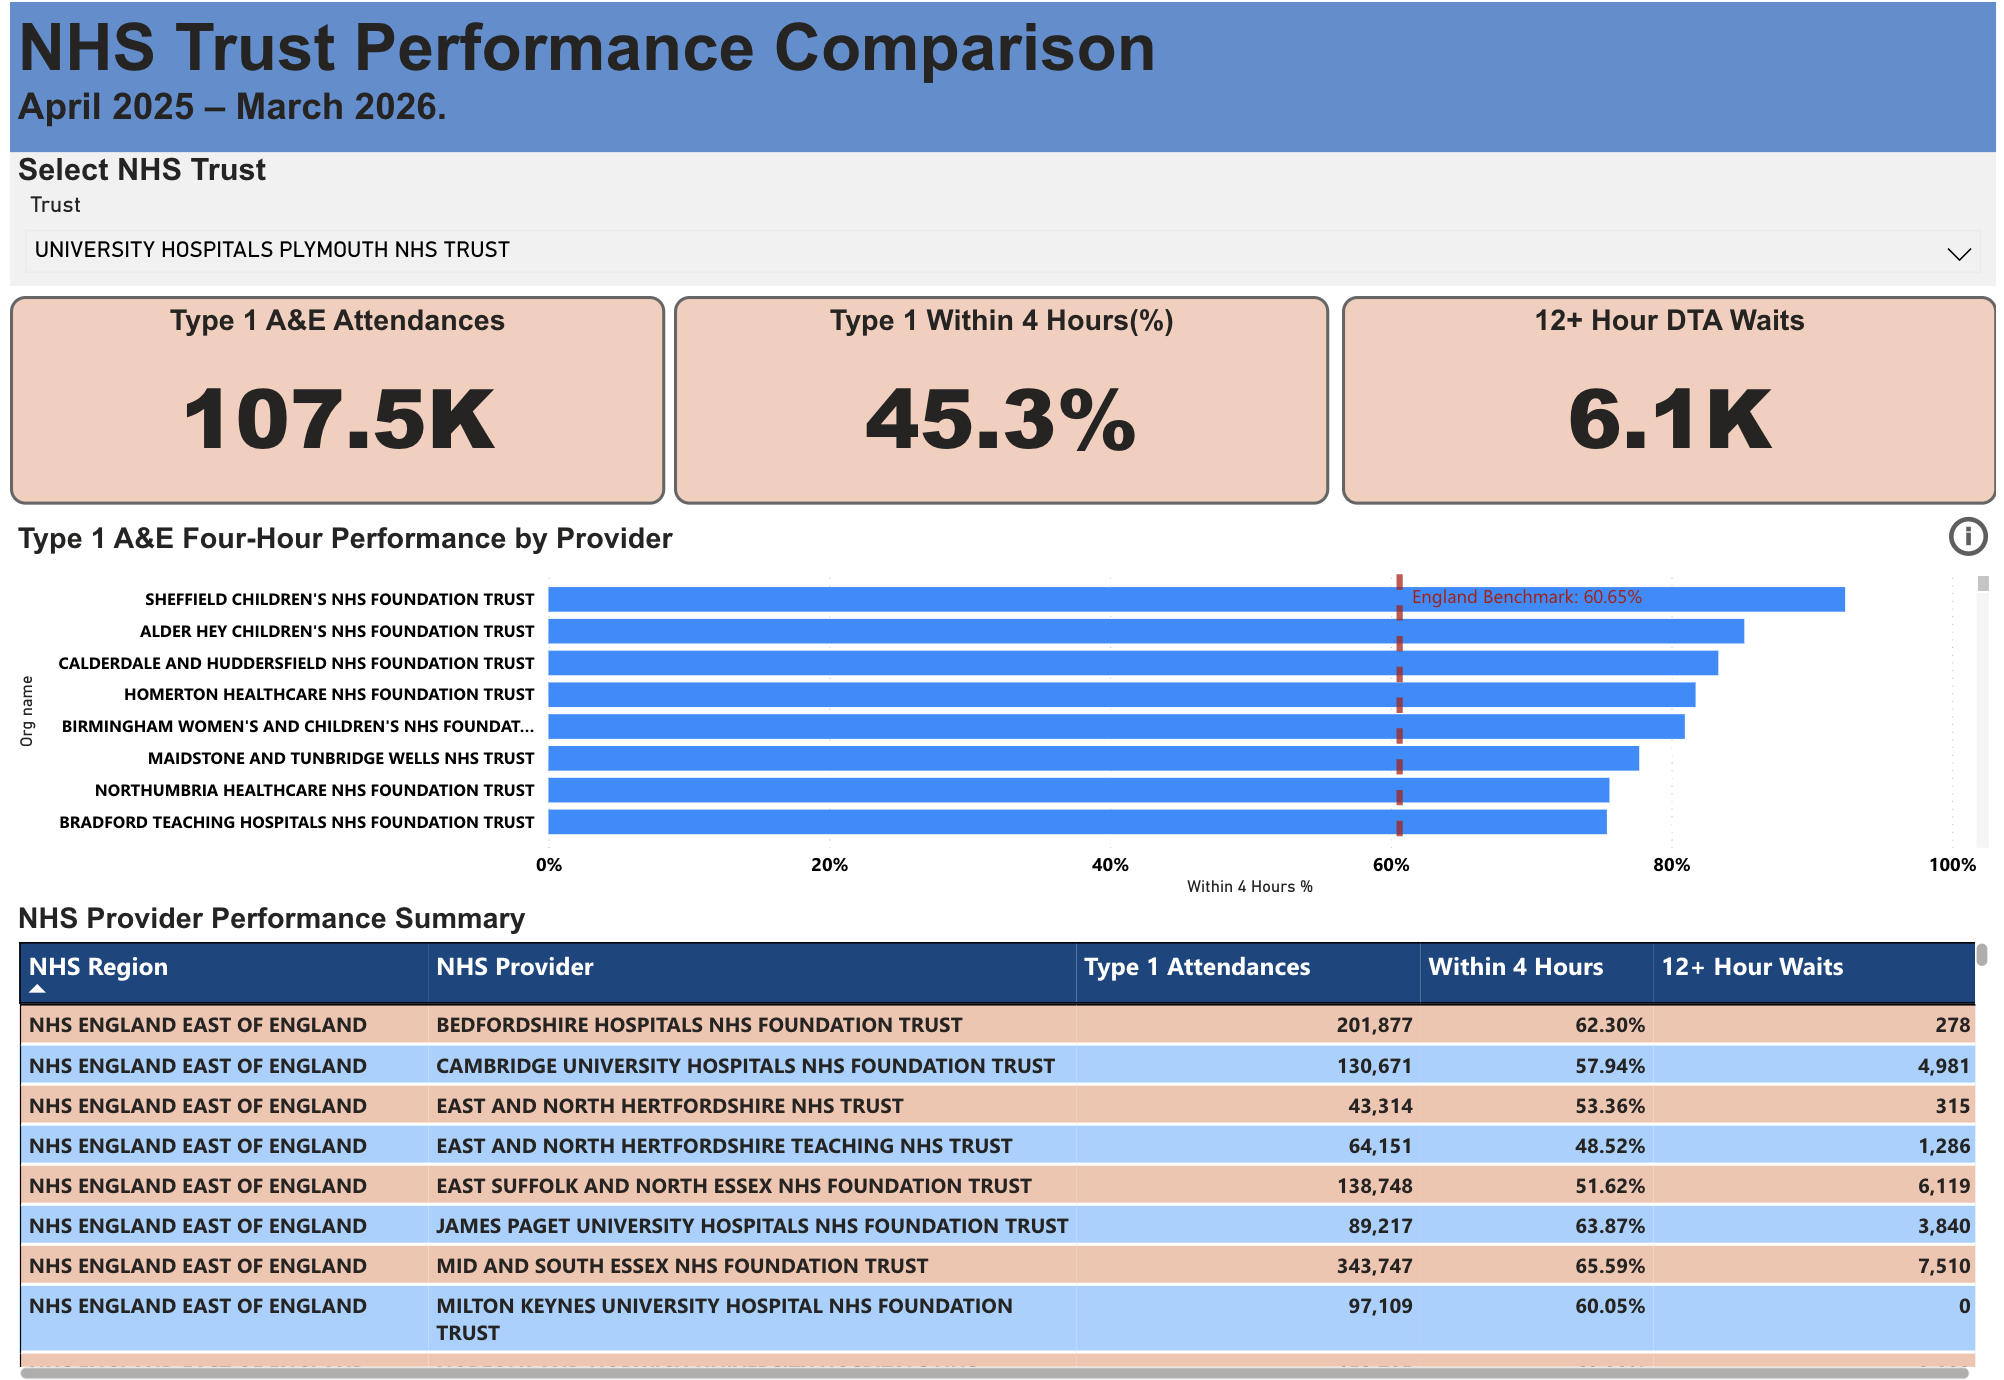 NHS Trust Performance Comparison
April 2025 – March 2026.
Select NHS Trust
Trust
UNIVERSITY HOSPITALS PLYMOUTH NHS TRUST
Type 1 A&E Attendances
107.5K
Type 1 Within 4 Hours(%)
45.3%
12+ Hour DTA Waits
6.1K
Type 1 A&E Four-Hour Performance by Provider
Org name
SHEFFIELD CHILDREN'S NHS FOUNDATION TRUST
England Benchmark: 60.65%
ALDER HEY CHILDREN'S NHS FOUNDATION TRUST
CALDERDALE AND HUDDERSFIELD NHS FOUNDATION TRUST
HOMERTON HEALTHCARE NHS FOUNDATION TRUST
BIRMINGHAM WOMEN'S AND CHILDREN'S NHS FOUNDAT...
MAIDSTONE AND TUNBRIDGE WELLS NHS TRUST
NORTHUMBRIA HEALTHCARE NHS FOUNDATION TRUST
BRADFORD TEACHING HOSPITALS NHS FOUNDATION TRUST
0% 20% 40% 60% 80% 100%
Within 4 Hours %
NHS Provider Performance Summary
NHS Region NHS Provider Type 1 Attendances Within 4 Hours 12+ Hour Waits
NHS ENGLAND EAST OF ENGLAND BEDFORDSHIRE HOSPITALS NHS FOUNDATION TRUST 201,877 62.30% 278
NHS ENGLAND EAST OF ENGLAND CAMBRIDGE UNIVERSITY HOSPITALS NHS FOUNDATION TRUST 130,671 57.94% 4,981
NHS ENGLAND EAST OF ENGLAND EAST AND NORTH HERTFORDSHIRE NHS TRUST 43,314 53.36% 315
NHS ENGLAND EAST OF ENGLAND EAST AND NORTH HERTFORDSHIRE TEACHING NHS TRUST 64,151 48.52% 1,286
NHS ENGLAND EAST OF ENGLAND EAST SUFFOLK AND NORTH ESSEX NHS FOUNDATION TRUST 138,748 51.62% 6,119
NHS ENGLAND EAST OF ENGLAND JAMES PAGET UNIVERSITY HOSPITALS NHS FOUNDATION TRUST 89,217 63.87% 3,840
NHS ENGLAND EAST OF ENGLAND MID AND SOUTH ESSEX NHS FOUNDATION TRUST 343,747 65.59% 7,510
NHS ENGLAND EAST OF ENGLAND MILTON KEYNES UNIVERSITY HOSPITAL NHS FOUNDATION 97,109 60.05% 0
TRUST